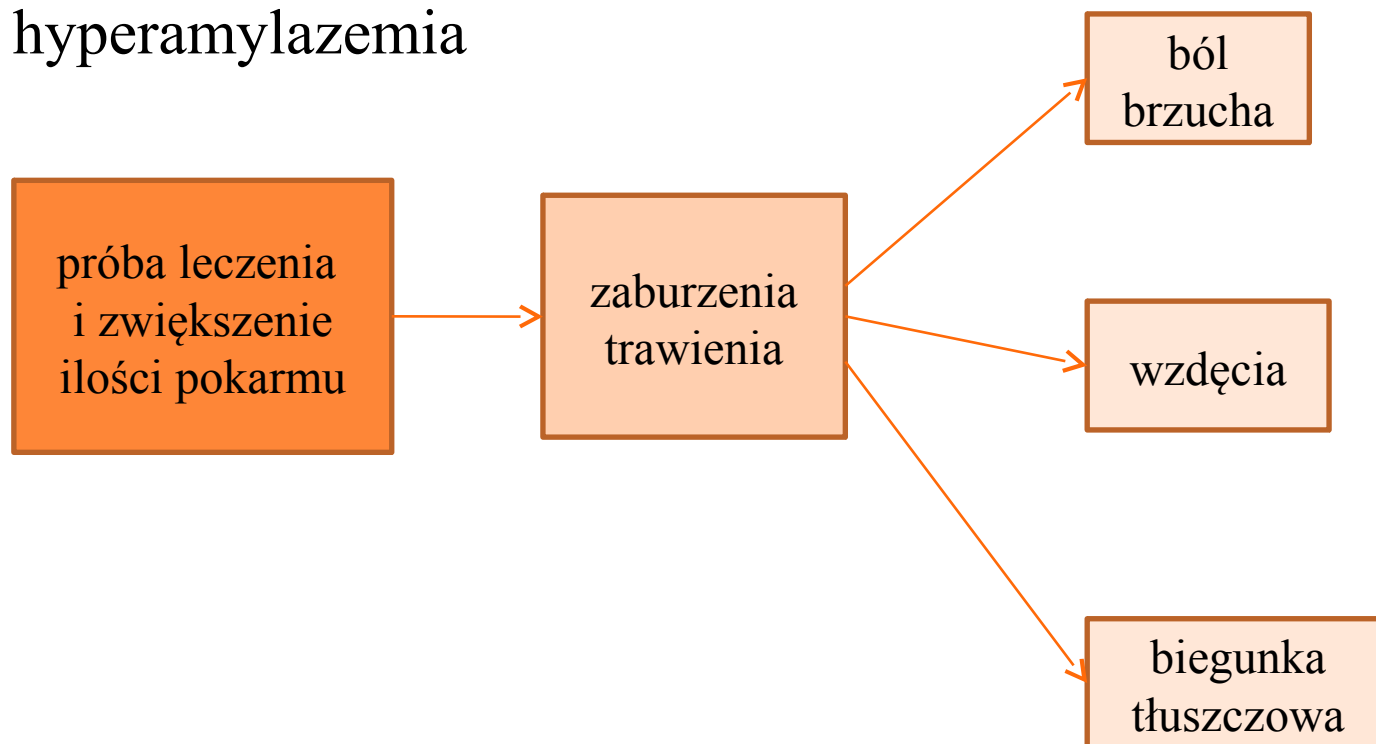 hyperamylazemia
próba leczenia
i zwiększenie
ilości pokarmu
zaburzenia
trawienia
ból
brzucha
wzdęcia
biegunka
tłuszczowa